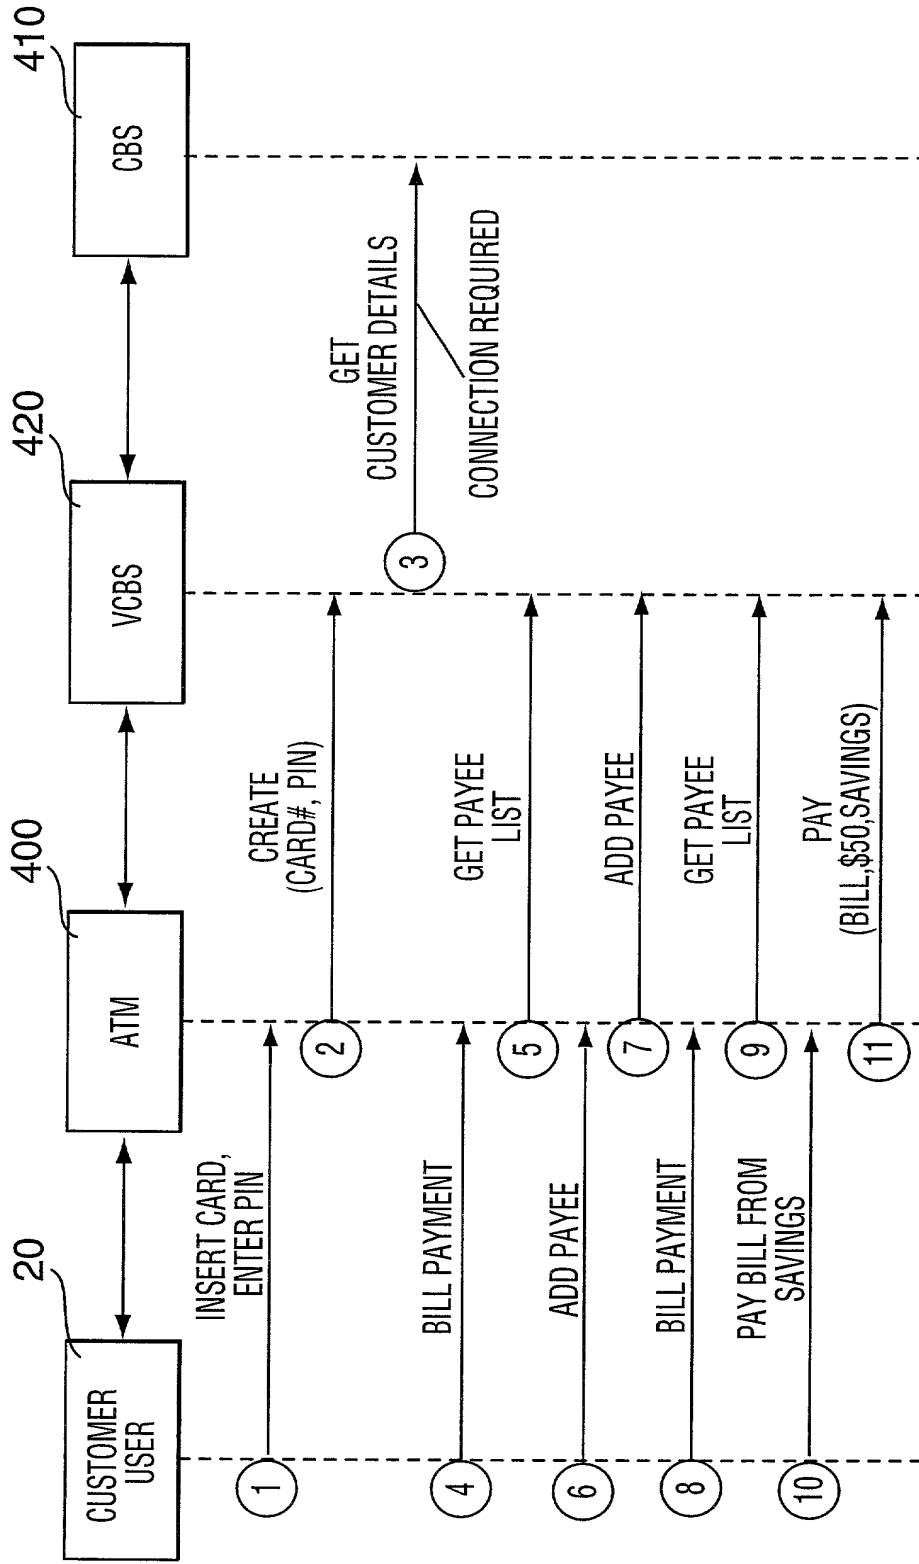 20
400
420
410
CUSTOMER
USER
ATM
VCBS
CBS
INSERT CARD,
ENTER PIN
1
CREATE
(CARD#, PIN)
2
GET
CUSTOMER DETAILS
3
CONNECTION REQUIRED
BILL PAYMENT
4
GET PAYEE
LIST
5
ADD PAYEE
6
ADD PAYEE
7
BILL PAYMENT
8
GET PAYEE
LIST
9
PAY BILL FROM
SAVINGS
10
PAY
(BILL,$50,SAVINGS)
11